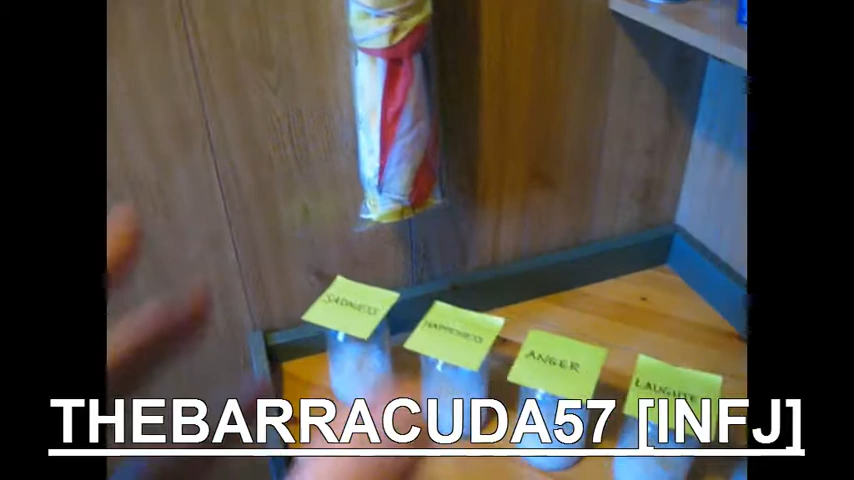 SADNESS
HAPPINESS
ANGER
LAUGHTER
THEBARRACUDA57 [INFJ]